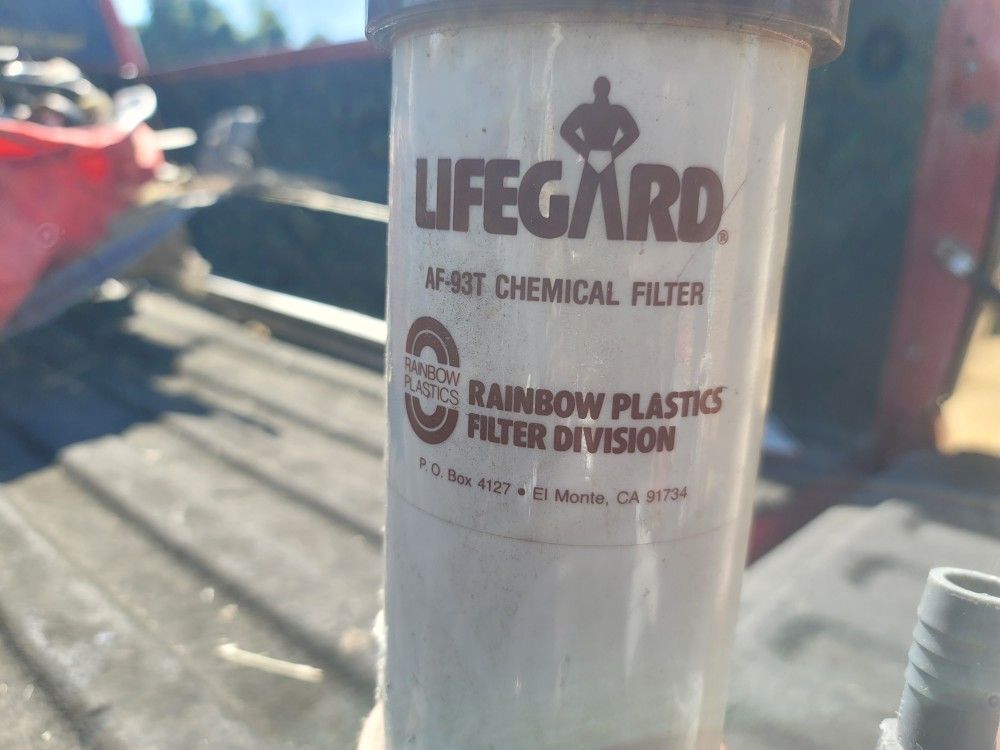 LIFEGARD®
AF-93T CHEMICAL FILTER
RAINBOW
PLASTICS
RAINBOW PLASTICS
FILTER DIVISION
P.O. Box 4127 • El Monte, CA 91734